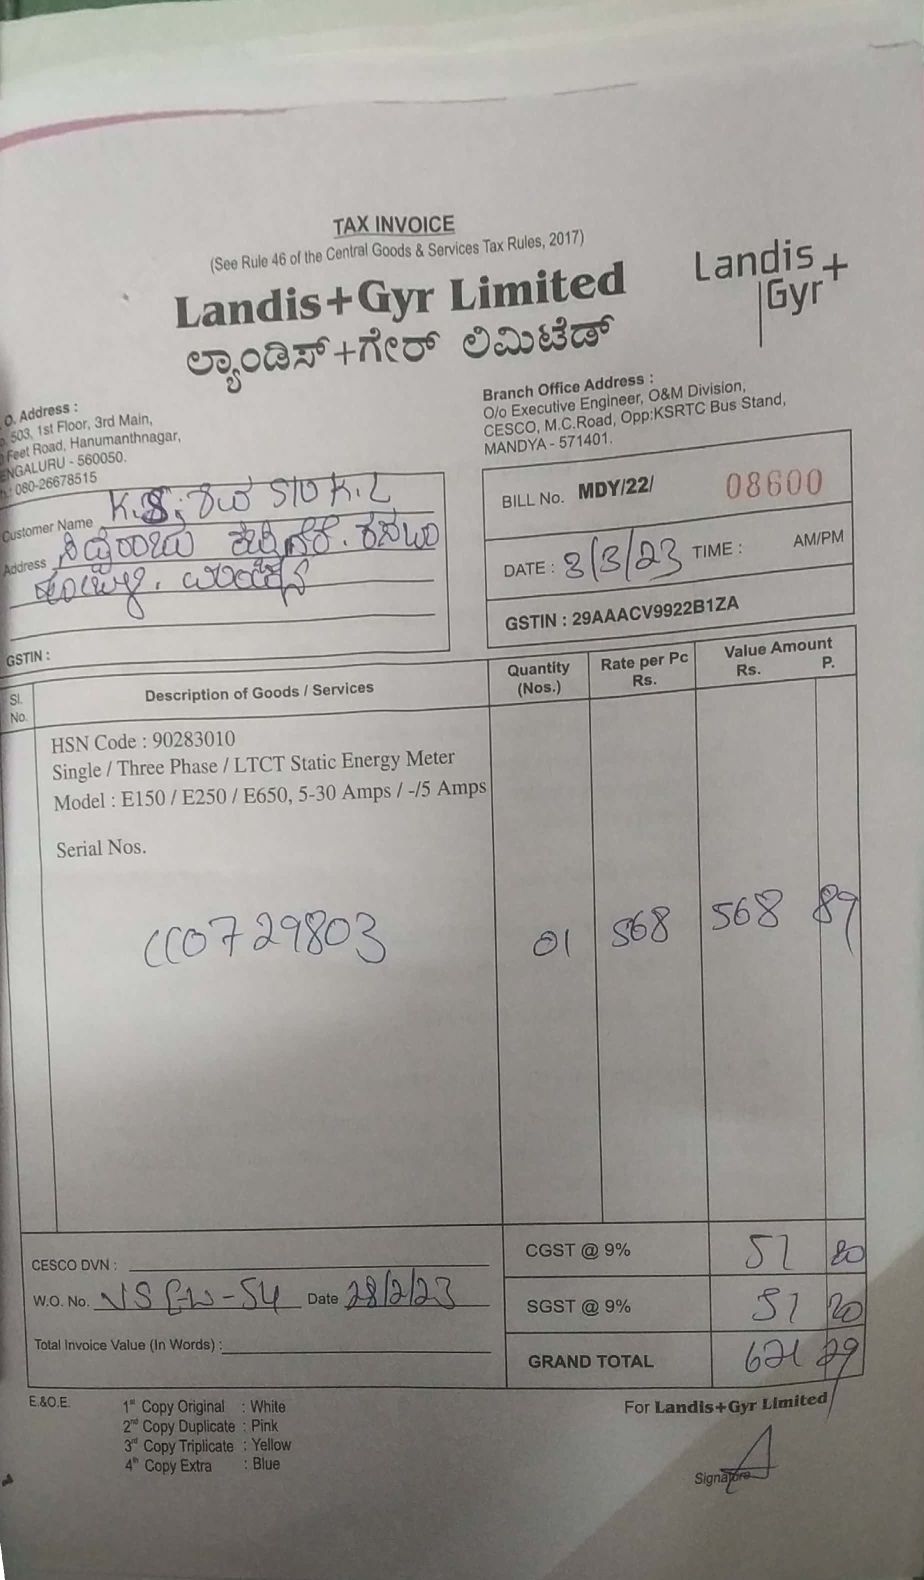 TAX INVOICE
(See Rule 46 of the Central Goods & Services Tax Rules, 2017)
Landis+Gyr Limited
ಲ್ಯಾಂಡಿಸ್+ಗೇರ್ ಲಿಮಿಟೆಡ್
Landis+
Gyr
O. Address :
503, 1st Floor, 3rd Main,
Feet Road, Hanumanthnagar,
ENGALURU - 560050.
080-26678515
Branch Office Address :
O/o Executive Engineer, O&M Division,
CESCO, M.C.Road, Opp:KSRTC Bus Stand,
MANDYA - 571401.
Customer Name K.S. S/O K.L
Address
GSTIN :
BILL No. MDY/22/ 08600
DATE : 3/3/23 TIME : AM/PM
GSTIN : 29AAACV9922B1ZA
Sl. No. Description of Goods / Services Quantity (Nos.) Rate per Pc Rs. Value Amount Rs. P.
HSN Code : 90283010
Single / Three Phase / LTCT Static Energy Meter
Model : E150 / E250 / E650, 5-30 Amps / -/5 Amps
Serial Nos.
CC0729803 01 568 568 89
CESCO DVN :
CGST @ 9% 51 20
W.O. No. Date 28/2/23
SGST @ 9% 51 20
Total Invoice Value (In Words) :
GRAND TOTAL 671 29
E.&O.E.
1st Copy Original : White
2nd Copy Duplicate : Pink
3rd Copy Triplicate : Yellow
4th Copy Extra : Blue
For Landis+Gyr Limited
Signature